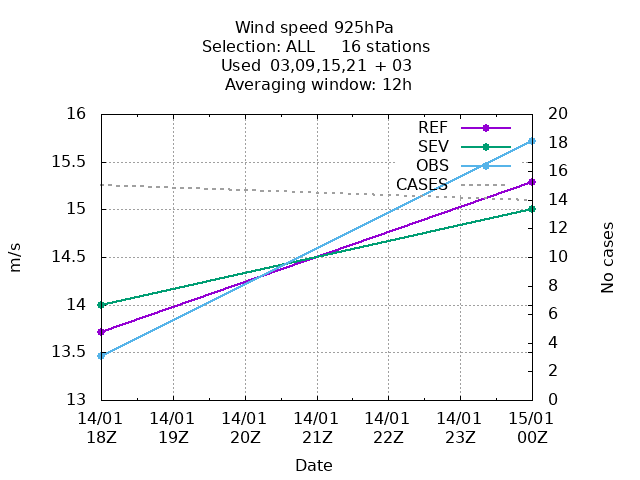 Wind speed 925hPa
Selection: ALL     16 stations
Used  03,09,15,21 + 03
Averaging window: 12h
REF
SEV
OBS
CASES
16
15.5
15
14.5
14
13.5
13
m/s
20
18
16
14
12
10
8
6
4
2
0
No cases
14/01 14/01 14/01 14/01 14/01 14/01 15/01
18Z 19Z 20Z 21Z 22Z 23Z 00Z
Date